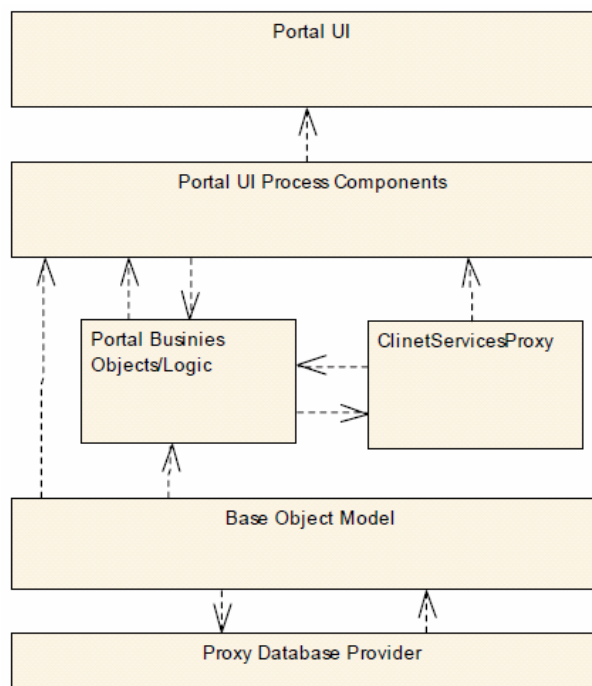 Portal UI
Portal UI Process Components
Portal Businies
Objects/Logic
ClinetServicesProxy
Base Object Model
Proxy Database Provider